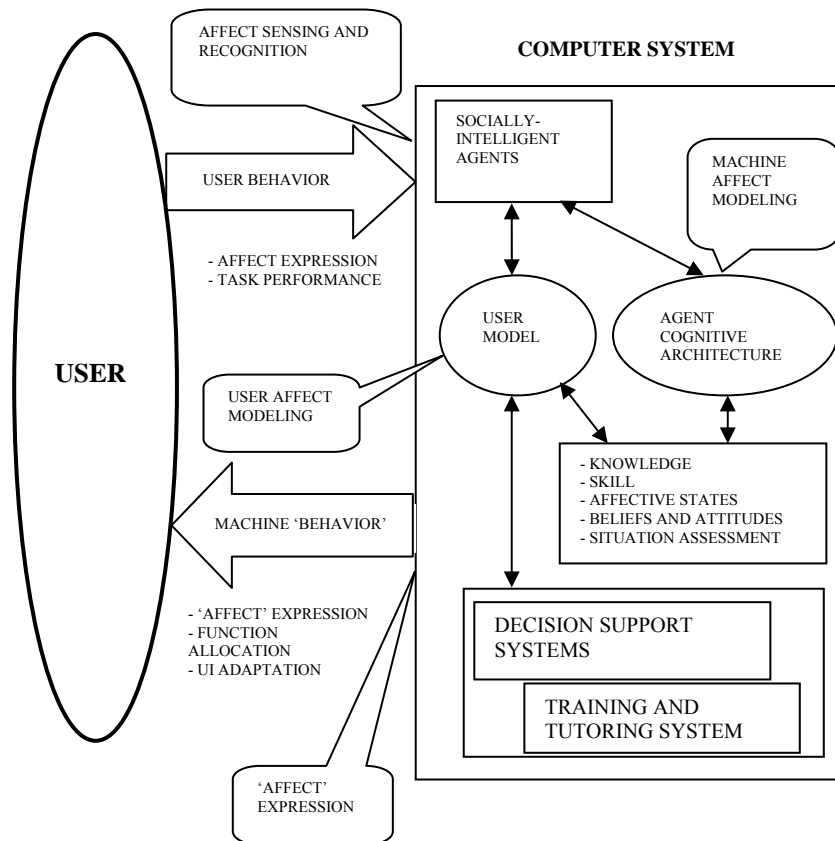 AFFECT SENSING AND
RECOGNITION
COMPUTER SYSTEM
SOCIALLY-
INTELLIGENT
AGENTS
MACHINE
AFFECT
MODELING
USER BEHAVIOR
- AFFECT EXPRESSION
- TASK PERFORMANCE
USER
MODEL
AGENT
COGNITIVE
ARCHITECTURE
USER
USER AFFECT
MODELING
- KNOWLEDGE
- SKILL
- AFFECTIVE STATES
- BELIEFS AND ATTITUDES
- SITUATION ASSESSMENT
MACHINE ‘BEHAVIOR’
- ‘AFFECT’ EXPRESSION
- FUNCTION
ALLOCATION
- UI ADAPTATION
DECISION SUPPORT
SYSTEMS
TRAINING AND
TUTORING SYSTEM
‘AFFECT’
EXPRESSION